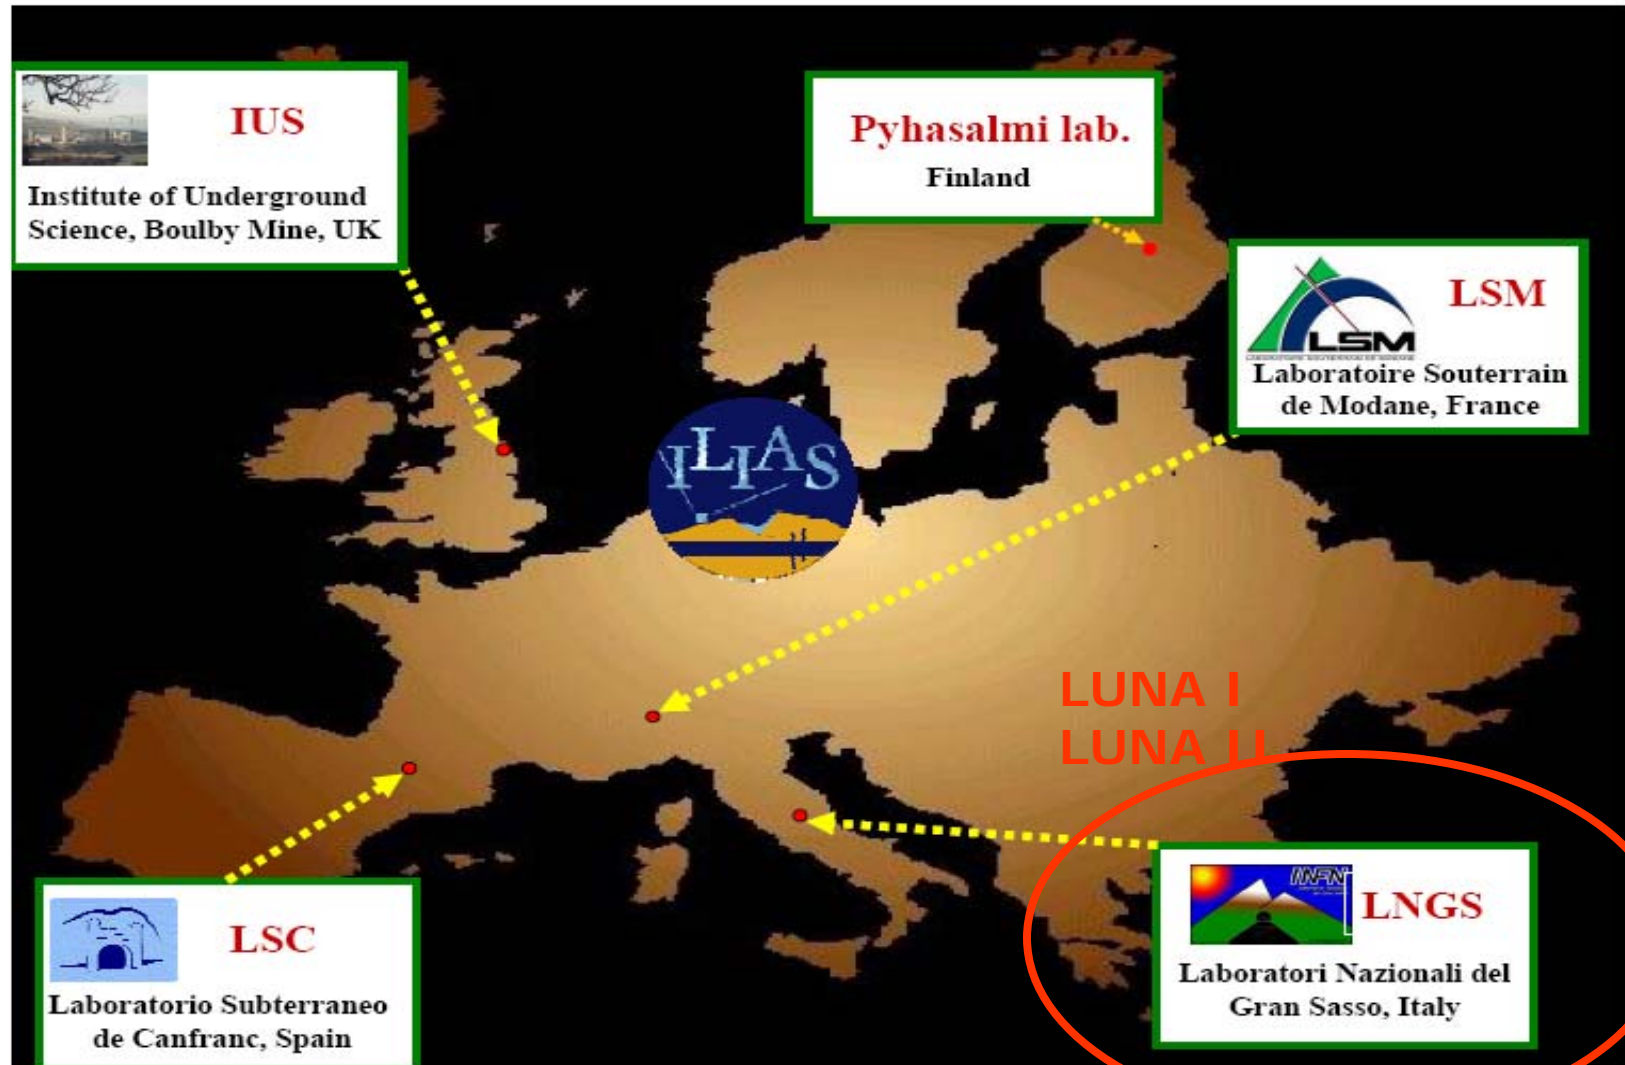 IUS
Institute of Underground
Science, Boulby Mine, UK
Pyhasalmi lab.
Finland
LSM
LSM
Laboratoire Souterrain
de Modane, France
ILIAS
LUNA I
LUNA II
INFN
LNGS
Laboratori Nazionali del
Gran Sasso, Italy
LSC
Laboratorio Subterraneo
de Canfranc, Spain